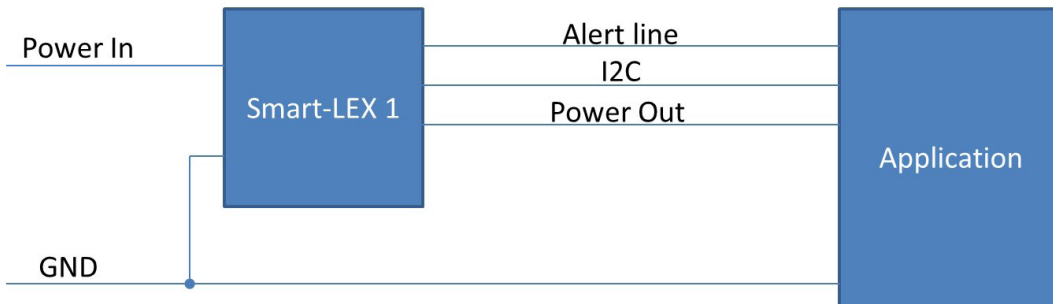 Power In
Smart-LEX 1
Alert line
I2C
Power Out
Application
GND